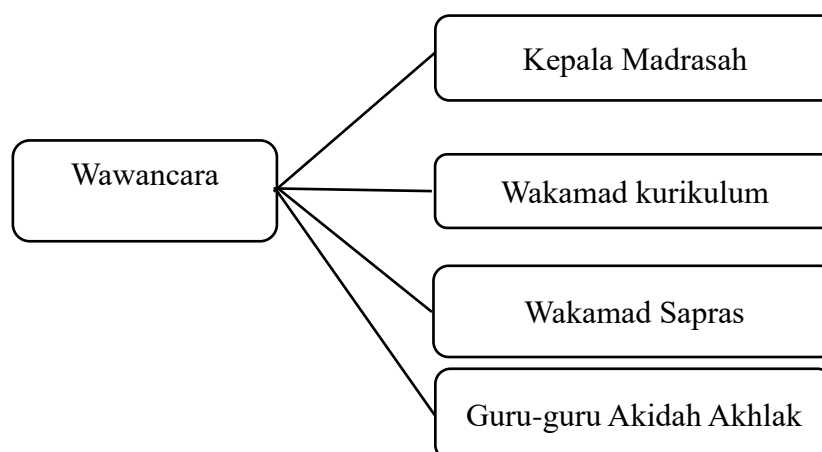 Kepala Madrasah
Wawancara
Wakamad kurikulum
Wakamad Sapras
Guru-guru Akidah Akhlak